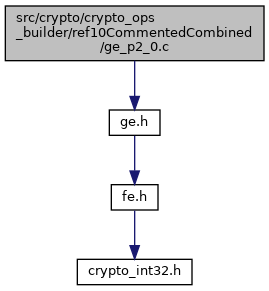 src/crypto/crypto_ops
_builder/ref10CommentedCombined
/ge_p2_0.c
ge.h
fe.h
crypto_int32.h